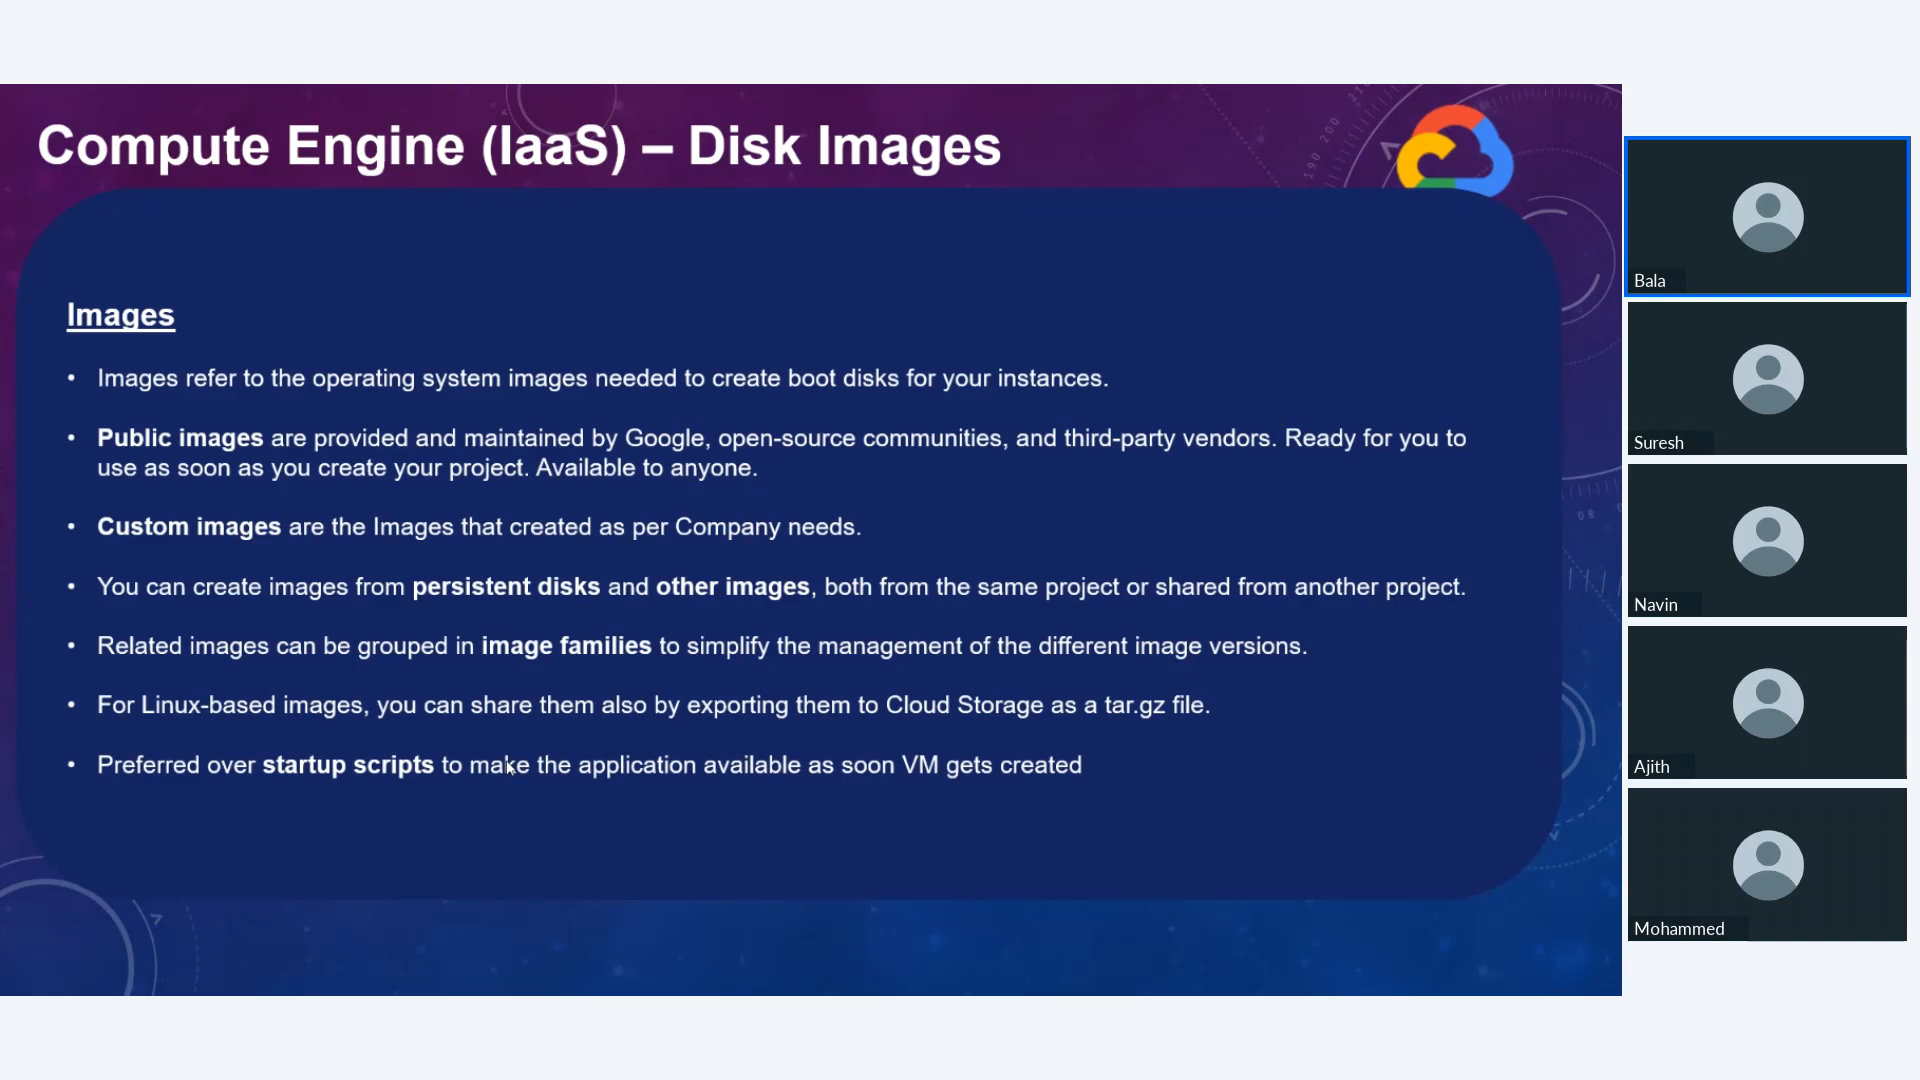 Compute Engine (IaaS) – Disk Images
Images
• Images refer to the operating system images needed to create boot disks for your instances.
• Public images are provided and maintained by Google, open-source communities, and third-party vendors. Ready for you to
use as soon as you create your project. Available to anyone.
• Custom images are the Images that created as per Company needs.
• You can create images from persistent disks and other images, both from the same project or shared from another project.
• Related images can be grouped in image families to simplify the management of the different image versions.
• For Linux-based images, you can share them also by exporting them to Cloud Storage as a tar.gz file.
• Preferred over startup scripts to make the application available as soon VM gets created
190 200 210
80
Bala
Suresh
Navin
Ajith
Mohammed